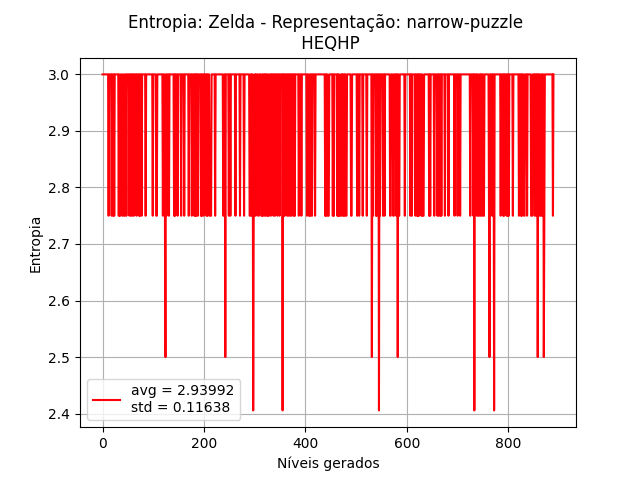 Entropia: Zelda - Representação: narrow-puzzle
HEQHP
3.0
2.9
2.8
2.7
2.6
2.5
2.4
Entropia
avg = 2.93992
std = 0.11638
0
200
400
600
800
Níveis gerados